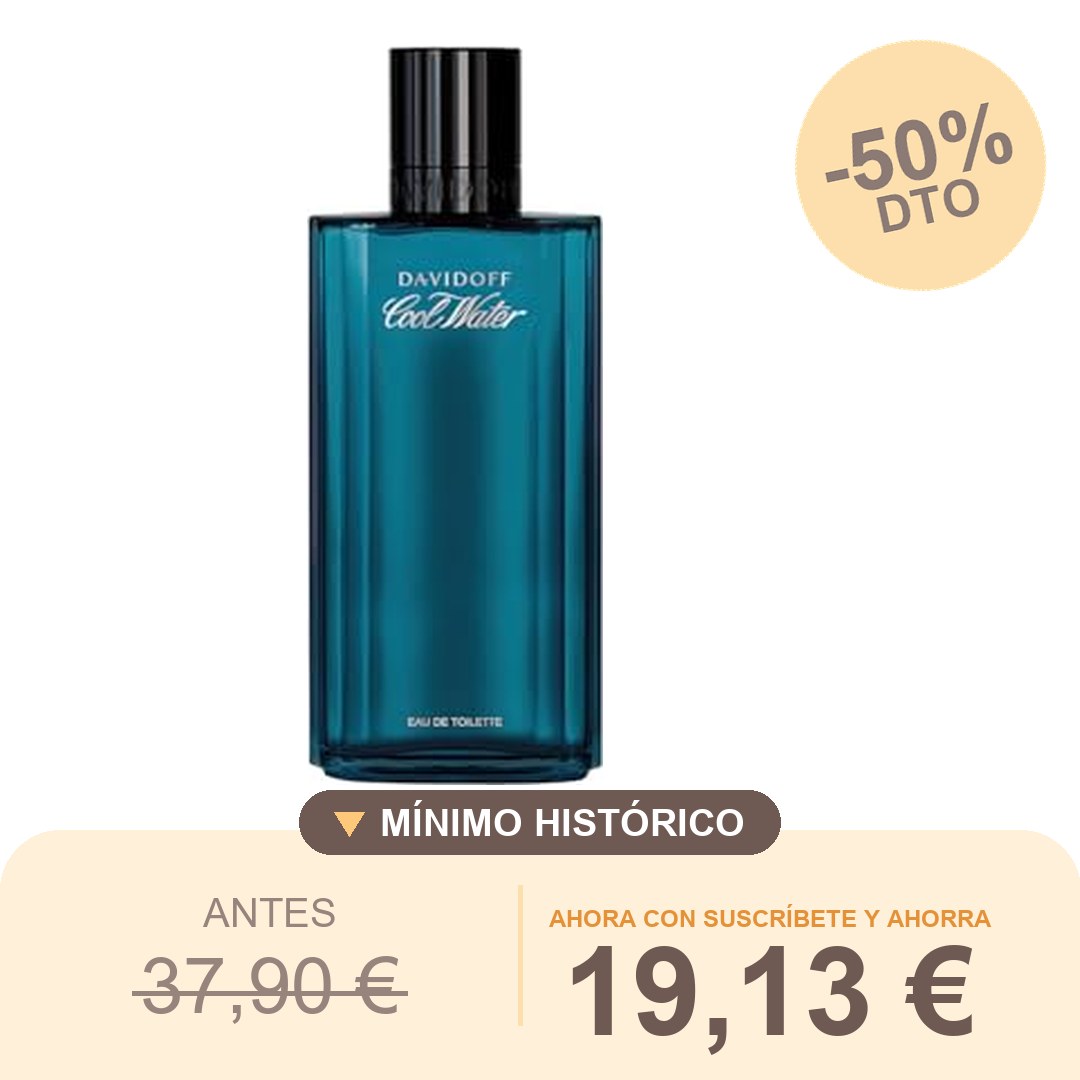 -50%
DTO
DAVIDOFF
Cool Water
EAU DE TOILETTE
MÍNIMO HISTÓRICO
ANTES
37,90 €
AHORA CON SUSCRÍBETE Y AHORRA
19,13 €